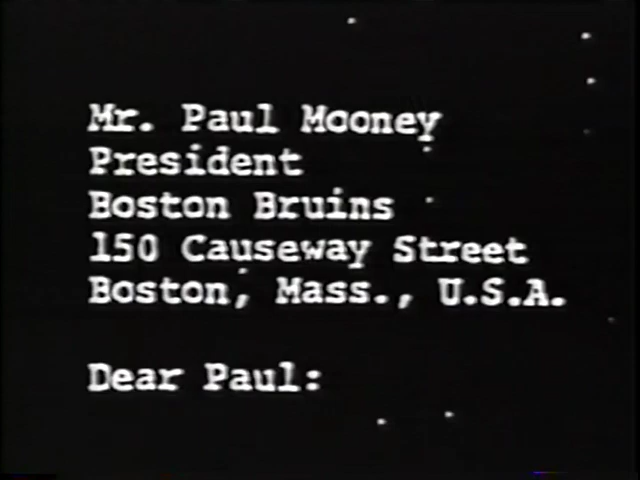 Mr. Paul Mooney
President
Boston Bruins
150 Causeway Street
Boston, Mass., U.S.A.
Dear Paul: